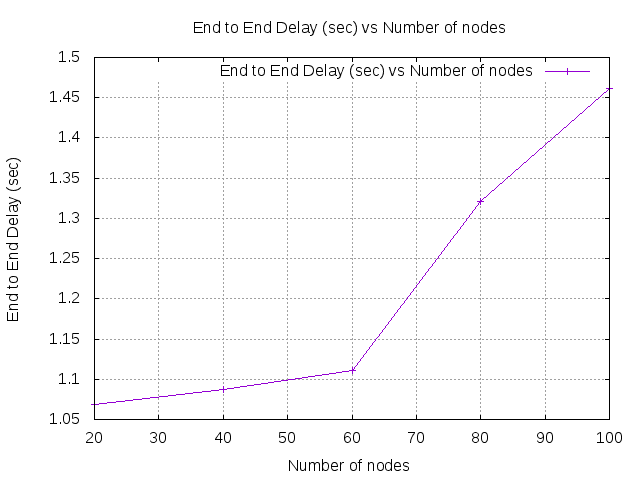 End to End Delay (sec) vs Number of nodes
End to End Delay (sec) vs Number of nodes
1.5
1.45
1.4
1.35
1.3
1.25
1.2
1.15
1.1
1.05
End to End Delay (sec)
20 30 40 50 60 70 80 90 100
Number of nodes